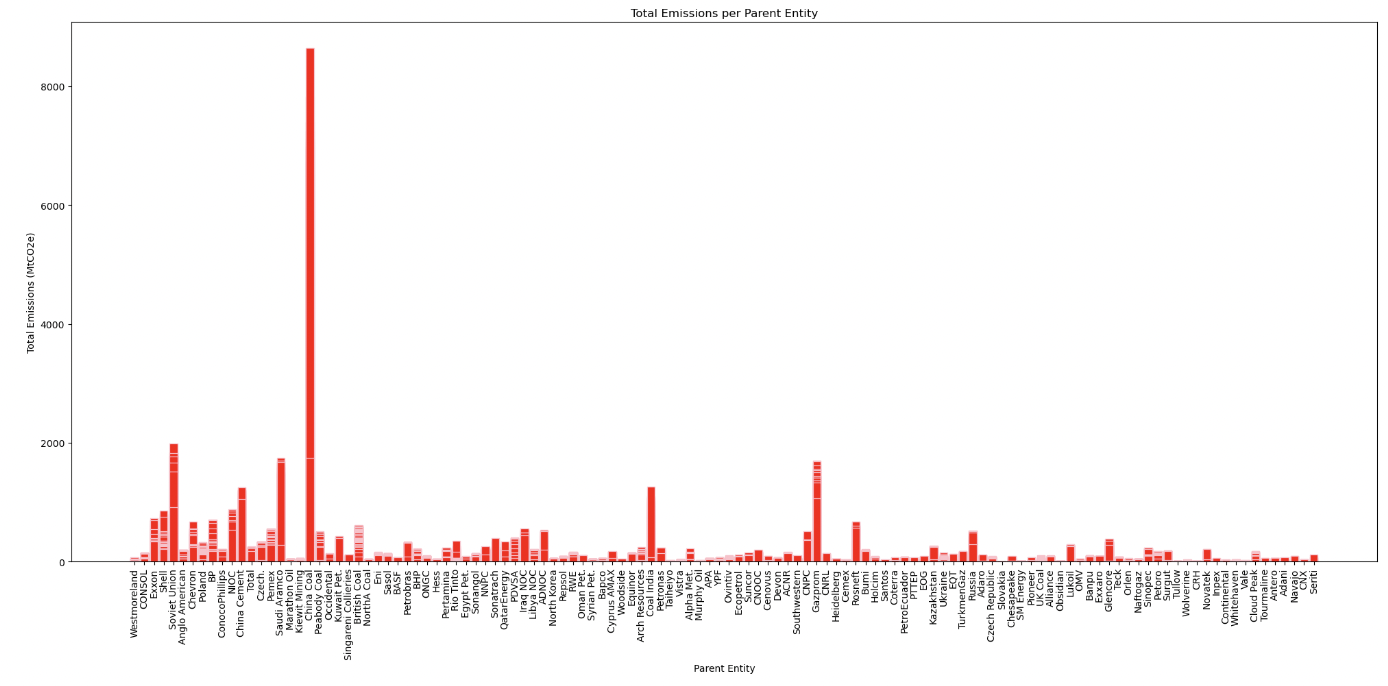 Total Emissions per Parent Entity
Total Emissions (MtCO2e)
8000
6000
4000
2000
0
Westmoreland
CONSOL
Exxon
Shell
Soviet Union
Anglo American
Chevron
Poland
BP
ConocoPhillips
NIOC
China Cement
Total
Czech.
Pemex
Saudi Aramco
Marathon Oil
Kiewit Mining
China Coal
Peabody Coal
Occidental
Kuwait Pet.
Singareni Collieries
British Coal
NorthA Coal
Eni
Sasol
BASF
Petrobras
BHP
ONGC
Hess
Pertamina
Rio Tinto
Egypt Pet.
Sonangol
NNPC
Sonatrach
QatarEnergy
PDVSA
Iraq NOC
Libya NOC
ADNOC
North Korea
Repsol
RWE
Oman Pet.
Syrian Pet.
Bapco
Cyprus AMAX
Woodside
Equinor
Arch Resources
Coal India
Petronas
Taiheiyo
Vistra
Alpha Met.
Murphy Oil
APA
YPF
Ovintiv
Ecopetrol
Suncor
CNOOC
Cenovus
Devon
ACNR
Southwestern
CNPC
Gazprom
CNRL
Heidelberg
Cemex
Rosneft
Bumi
Holcim
Santos
Coterra
PetroEcuador
PTTEP
EOG
Kazakhstan
Ukraine
EQT
TurkmenGaz
Russia
Adaro
Czech Republic
Slovakia
Chesapeake
SM Energy
Pioneer
UK Coal
Alliance
Obsidian
Lukoil
OMV
Banpu
Exxaro
Glencore
Teck
Orlen
Naftogaz
Sinopec
Petoro
Surgut
Tullow
Wolverine
CRH
Novatek
Inpex
Continental
Whitehaven
Vale
Cloud Peak
Tourmaline
Antero
Adani
Navajo
CNX
Seriti
Parent Entity